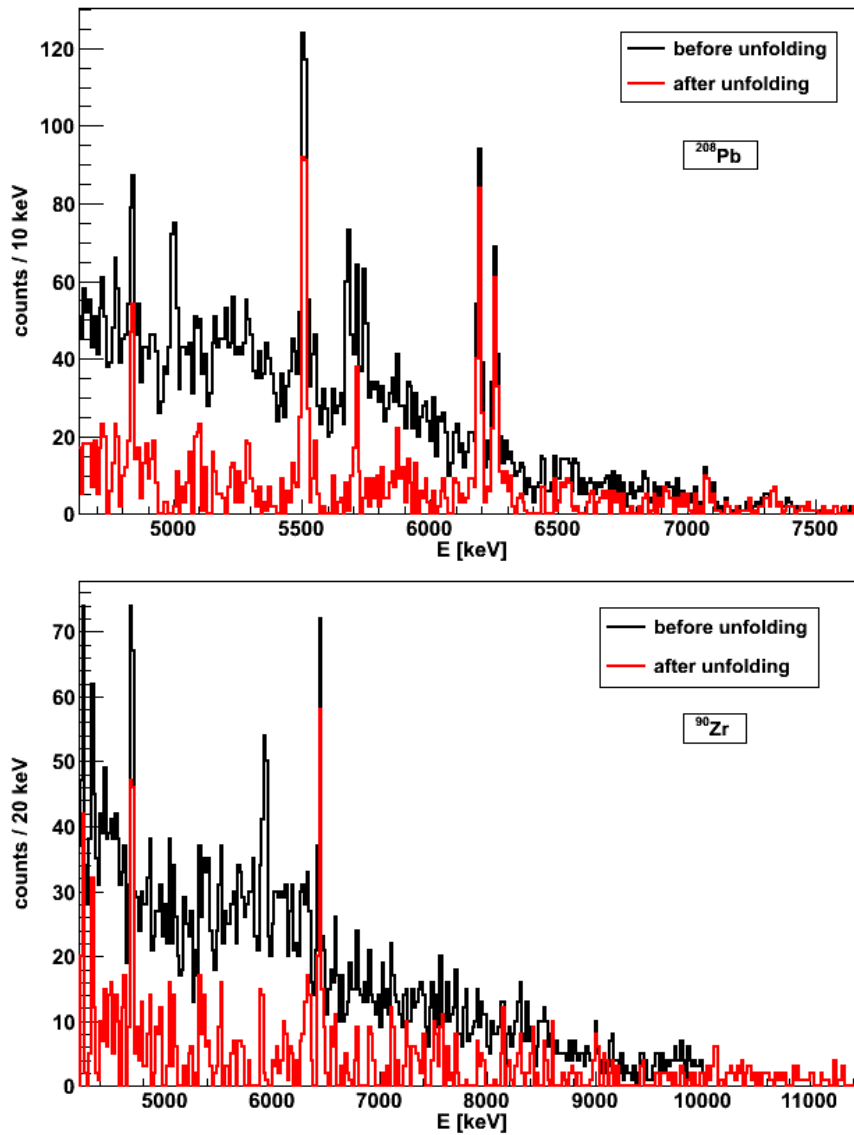 120
100
80
60
40
20
0
counts / 10 keV
before unfolding
after unfolding
²⁰⁸Pb
5000 5500 6000 6500 7000 7500
E [keV]
70
60
50
40
30
20
10
0
counts / 20 keV
before unfolding
after unfolding
⁹⁰Zr
5000 6000 7000 8000 9000 10000 11000
E [keV]